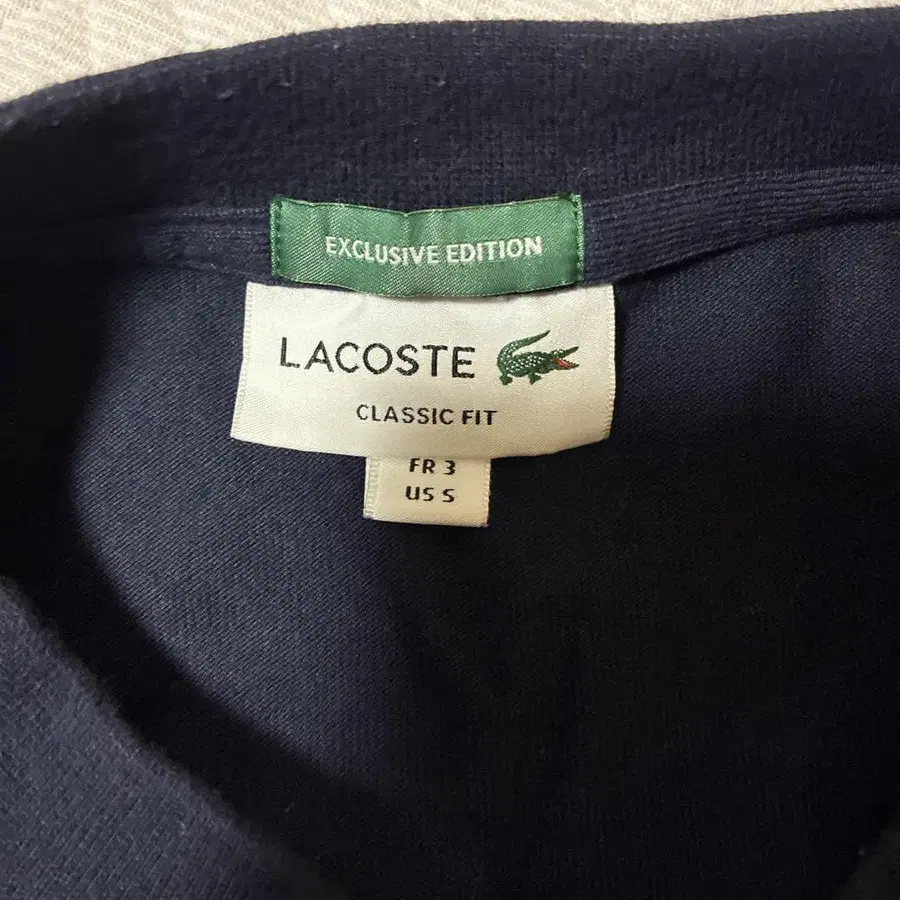 EXCLUSIVE EDITION
LACOSTE
CLASSIC FIT
FR 3
US S